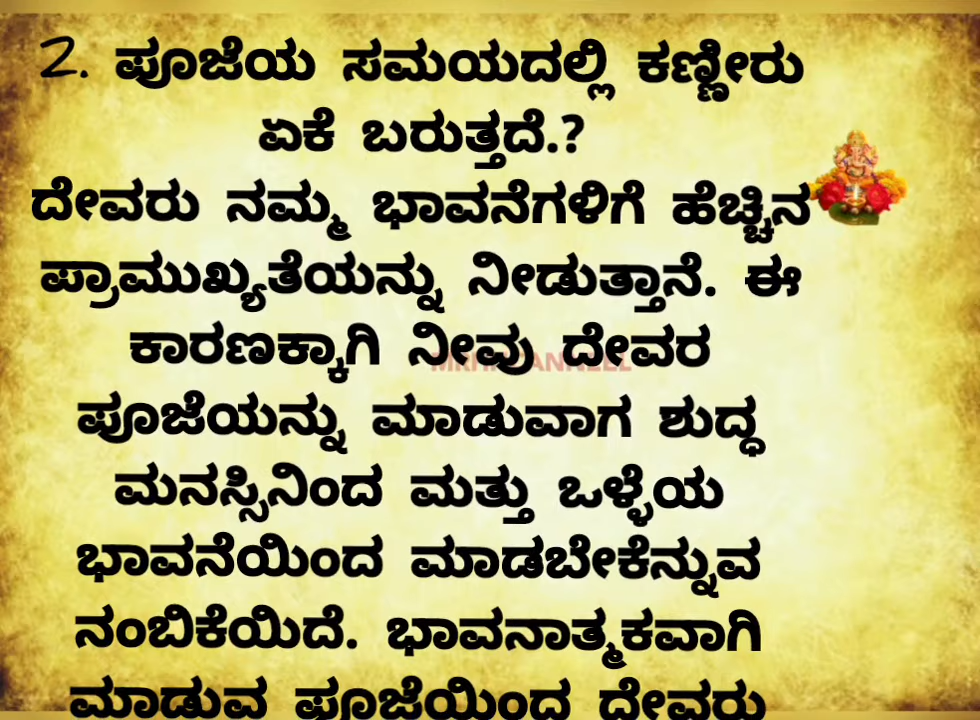 2. ಪೂಜೆಯ ಸಮಯದಲ್ಲಿ ಕಣ್ಣೀರು
ಏಕೆ ಬರುತ್ತದೆ.?
ದೇವರು ನಮ್ಮ ಭಾವನೆಗಳಿಗೆ ಹೆಚ್ಚಿನ
ಪ್ರಾಮುಖ್ಯತೆಯನ್ನು ನೀಡುತ್ತಾನೆ. ಈ
ಕಾರಣಕ್ಕಾಗಿ ನೀವು ದೇವರ
ಪೂಜೆಯನ್ನು ಮಾಡುವಾಗ ಶುದ್ಧ
ಮನಸ್ಸಿನಿಂದ ಮತ್ತು ಒಳ್ಳೆಯ
ಭಾವನೆಯಿಂದ ಮಾಡಬೇಕೆನ್ನುವ
ನಂಬಿಕೆಯಿದೆ. ಭಾವನಾತ್ಮಕವಾಗಿ
ಮಾಡುವ ಪೂಜೆಯಿಂದ ದೇವರು